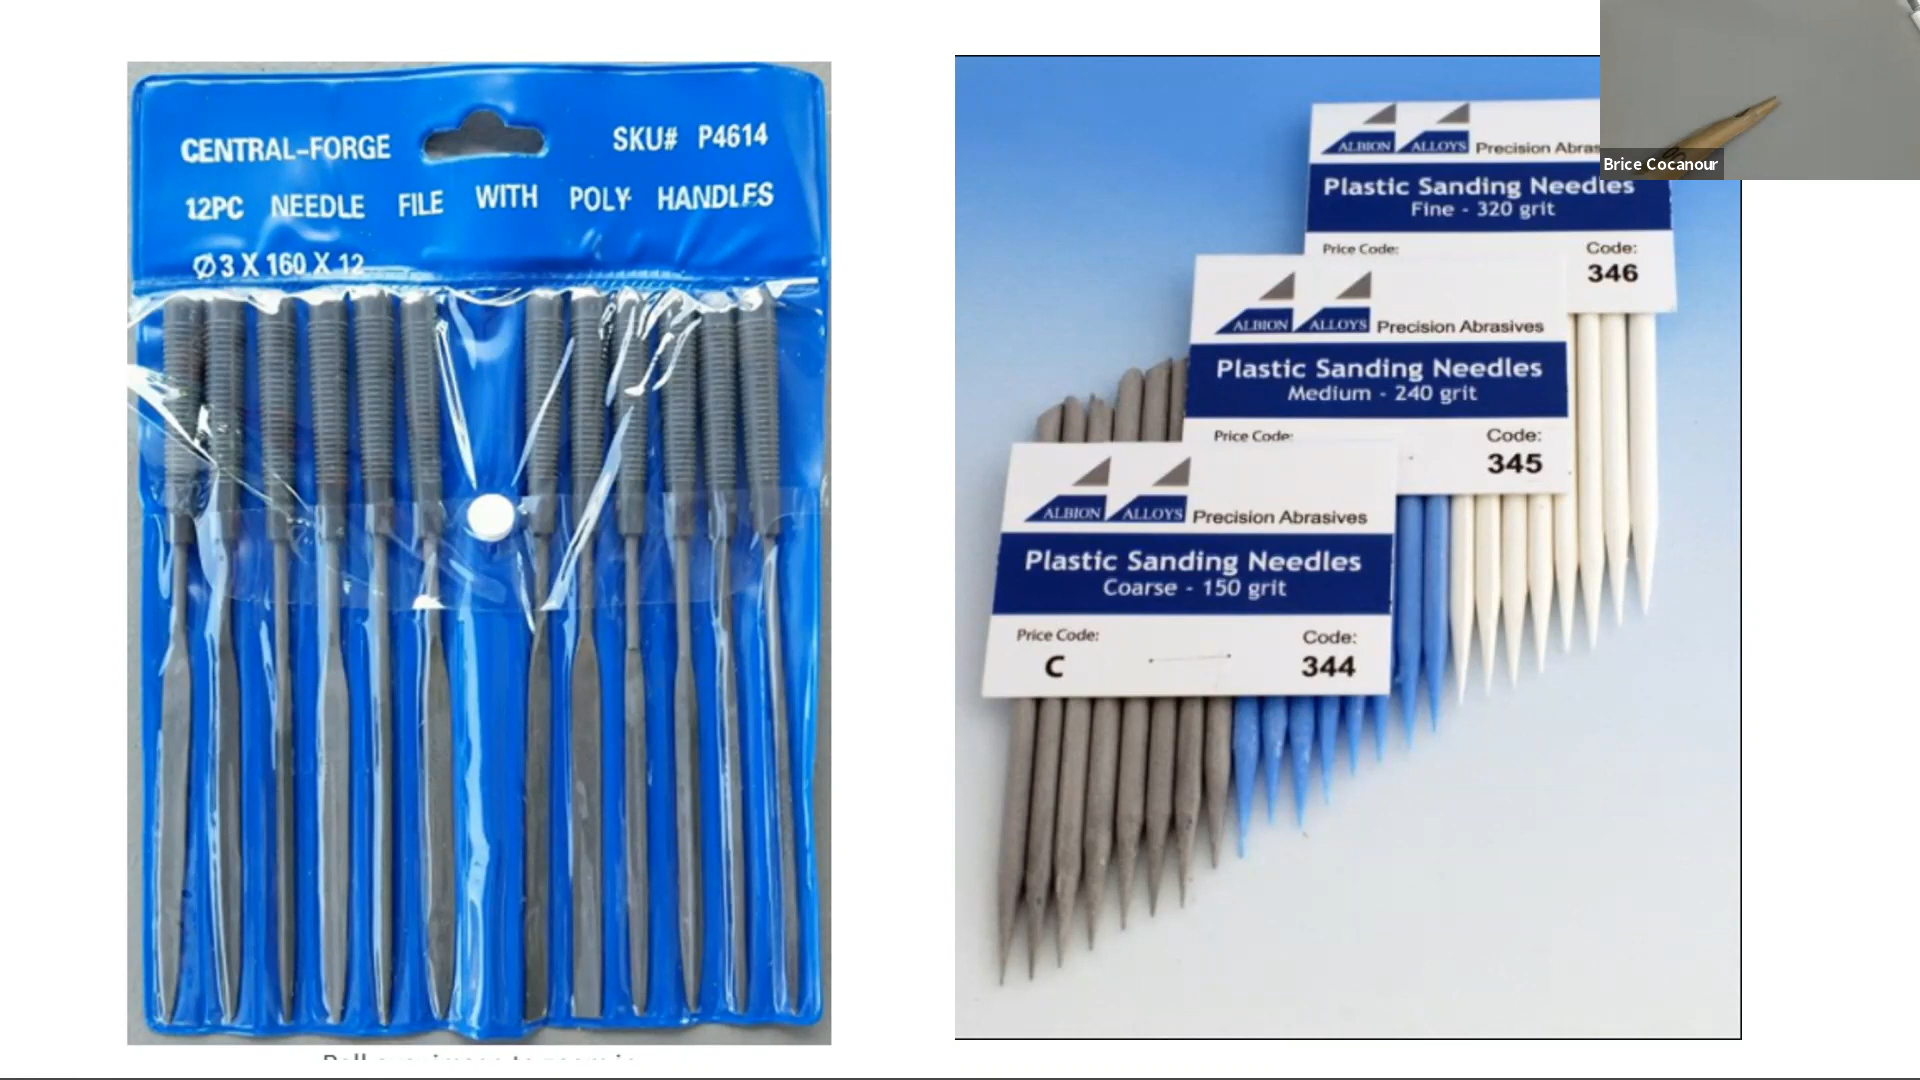 CENTRAL-FORGE SKU# P4614
12PC NEEDLE FILE WITH POLY HANDLES
Ø 3 X 160 X 12
ALBION ALLOYS Precision Abras
Plastic Sanding Needles
Fine - 320 grit
Price Code: Code:
346
ALBION ALLOYS Precision Abrasives
Plastic Sanding Needles
Medium - 240 grit
Price Code: Code:
345
ALBION ALLOYS Precision Abrasives
Plastic Sanding Needles
Coarse - 150 grit
Price Code: Code:
C 344
Brice Cocanour